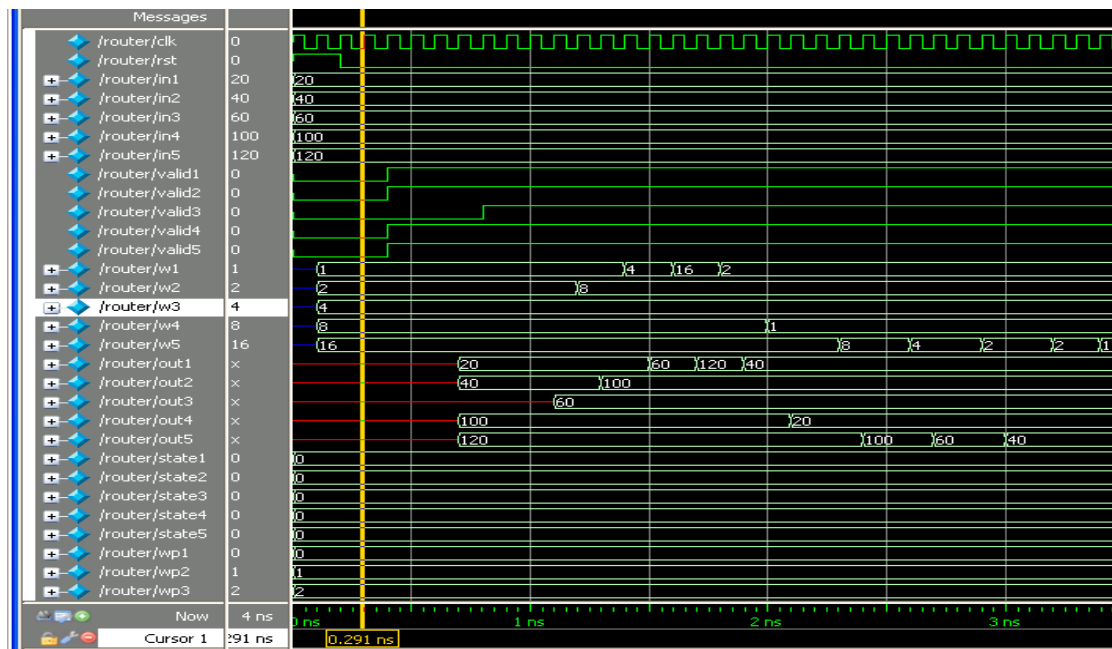 Messages
/router/clk 0
/router/rst 0
/router/in1 20 20
/router/in2 40 40
/router/in3 60 60
/router/in4 100 100
/router/in5 120 120
/router/valid1 0
/router/valid2 0
/router/valid3 0
/router/valid4 0
/router/valid5 0
/router/w1 1 1 4 16 2
/router/w2 2 2 8
/router/w3 4 4
/router/w4 8 8 1
/router/w5 16 16 8 4 2 2 1
/router/out1 x 20 60 120 40
/router/out2 x 40 100
/router/out3 x 60
/router/out4 x 100 20
/router/out5 x 120 100 60 40
/router/state1 0 0
/router/state2 0 0
/router/state3 0 0
/router/state4 0 0
/router/state5 0 0
/router/wp1 0 0
/router/wp2 1 1
/router/wp3 2 2
Now 4 ns ns 1 ns 2 ns 3 ns
Cursor 1 291 ns 0.291 ns